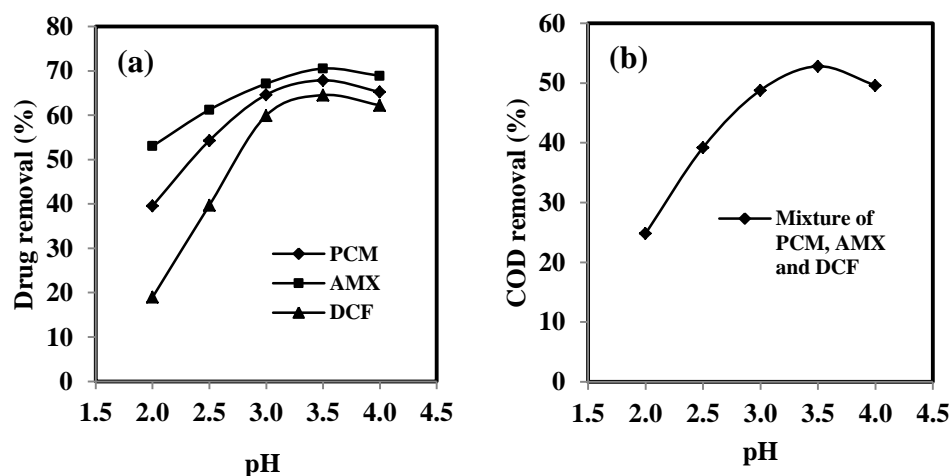 (a)
Drug removal (%)
80
70
60
50
40
30
20
10
0
PCM
AMX
DCF
1.5 2.0 2.5 3.0 3.5 4.0 4.5
pH
(b)
COD removal (%)
60
50
40
30
20
10
0
Mixture of
PCM, AMX
and DCF
1.5 2.0 2.5 3.0 3.5 4.0 4.5
pH